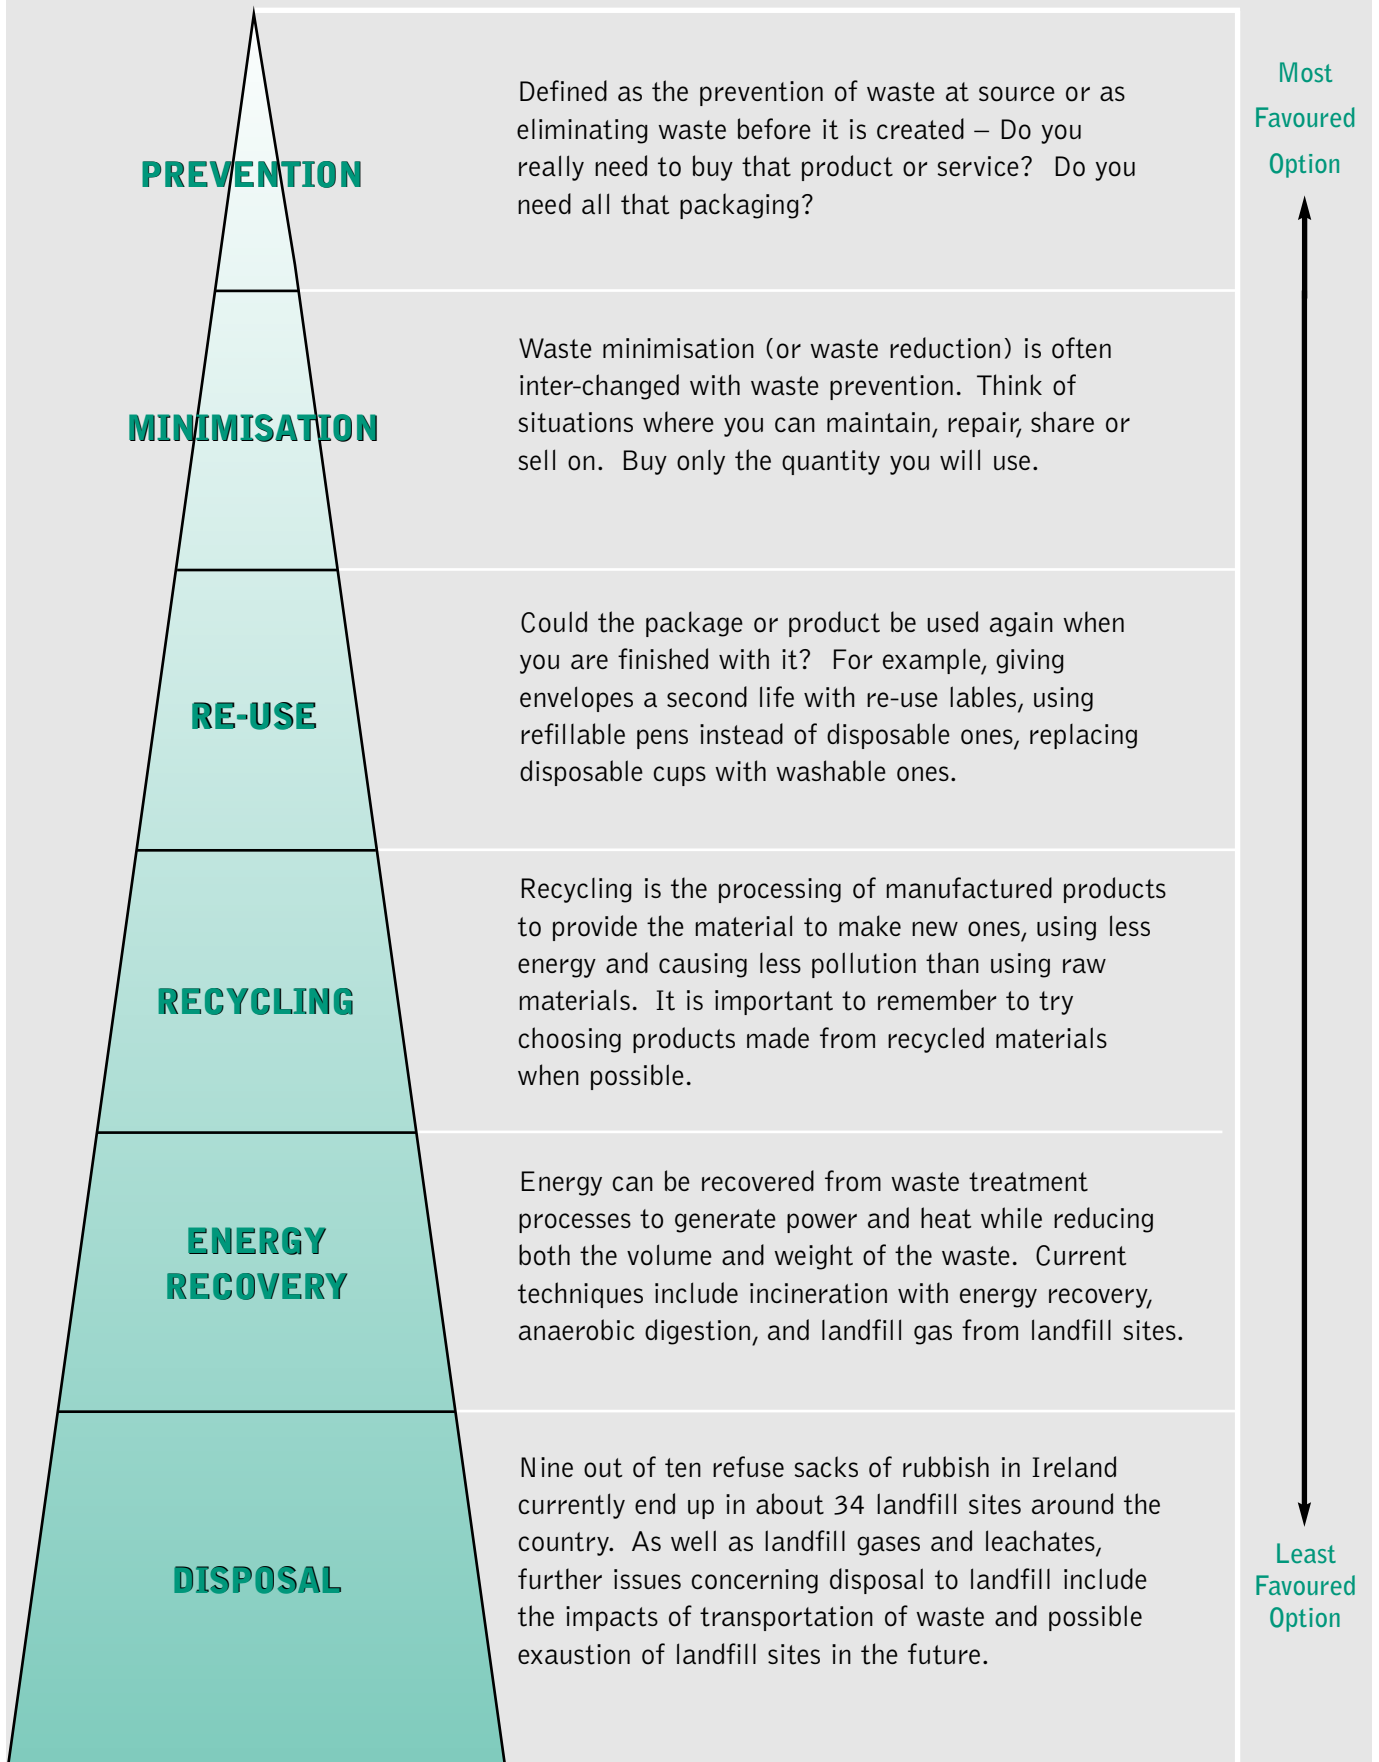 Most
Favoured
Option
PREVENTION
Defined as the prevention of waste at source or as
eliminating waste before it is created – Do you
really need to buy that product or service?  Do you
need all that packaging?
MINIMISATION
Waste minimisation (or waste reduction) is often
inter-changed with waste prevention.  Think of
situations where you can maintain, repair, share or
sell on.  Buy only the quantity you will use.
RE-USE
Could the package or product be used again when
you are finished with it?  For example, giving
envelopes a second life with re-use lables, using
refillable pens instead of disposable ones, replacing
disposable cups with washable ones.
RECYCLING
Recycling is the processing of manufactured products
to provide the material to make new ones, using less
energy and causing less pollution than using raw
materials.  It is important to remember to try
choosing products made from recycled materials
when possible.
ENERGY
RECOVERY
Energy can be recovered from waste treatment
processes to generate power and heat while reducing
both the volume and weight of the waste.  Current
techniques include incineration with energy recovery,
anaerobic digestion, and landfill gas from landfill sites.
DISPOSAL
Nine out of ten refuse sacks of rubbish in Ireland
currently end up in about 34 landfill sites around the
country.  As well as landfill gases and leachates,
further issues concerning disposal to landfill include
the impacts of transportation of waste and possible
exaustion of landfill sites in the future.
Least
Favoured
Option